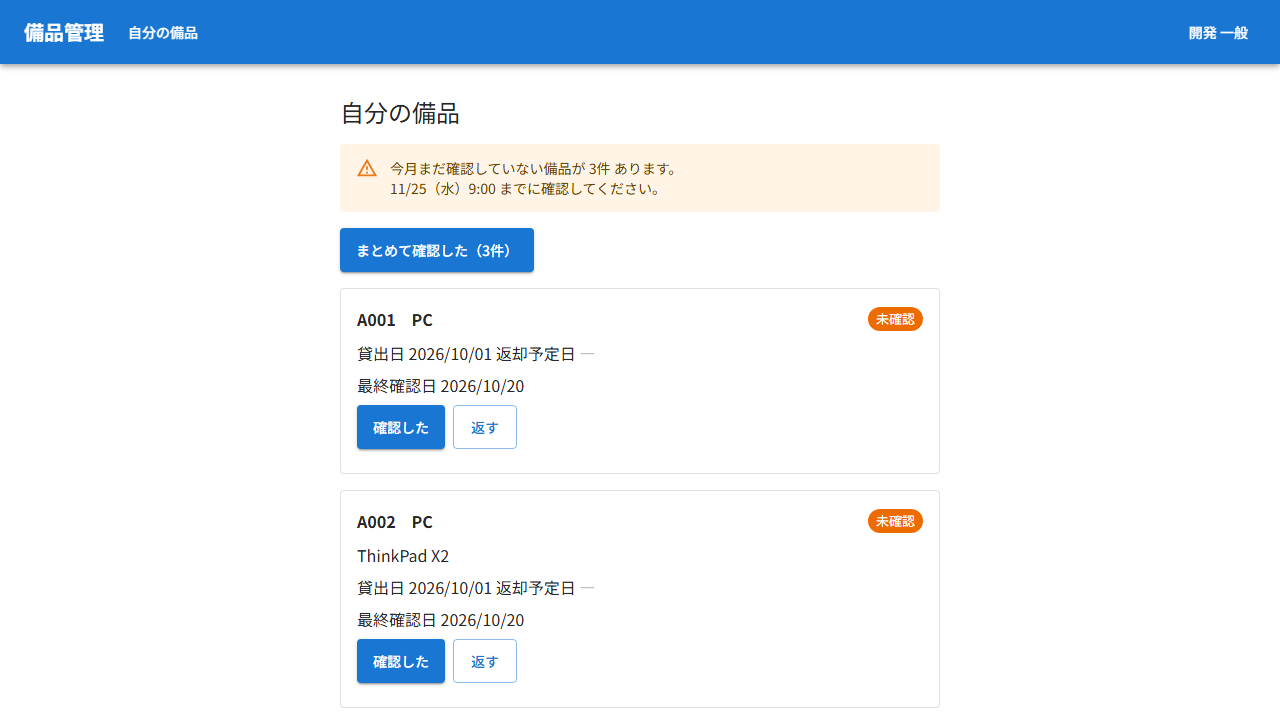 備品管理 自分の備品 開発 一般
自分の備品
今月まだ確認していない備品が 3件 あります。
11/25（水）9:00 までに確認してください。
まとめて確認した（3件）
A001 PC 未確認
貸出日 2026/10/01 返却予定日 —
最終確認日 2026/10/20
確認した 返す
A002 PC 未確認
ThinkPad X2
貸出日 2026/10/01 返却予定日 —
最終確認日 2026/10/20
確認した 返す